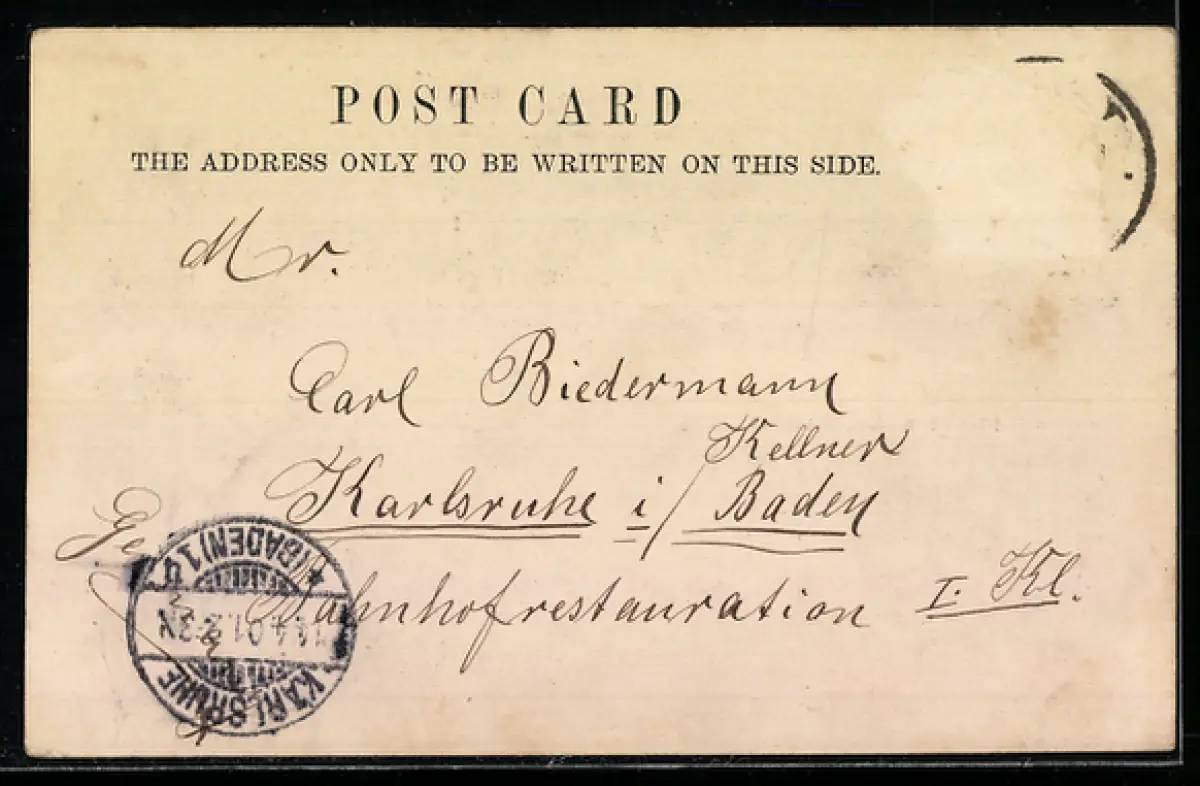 POST CARD
THE ADDRESS ONLY TO BE WRITTEN ON THIS SIDE.
Mr.
Carl Biedermann
Kellner
Karlsruhe i/ Baden
Bahnhofrestauration I. Kl.
KARLSRUHE
(BADEN) 1